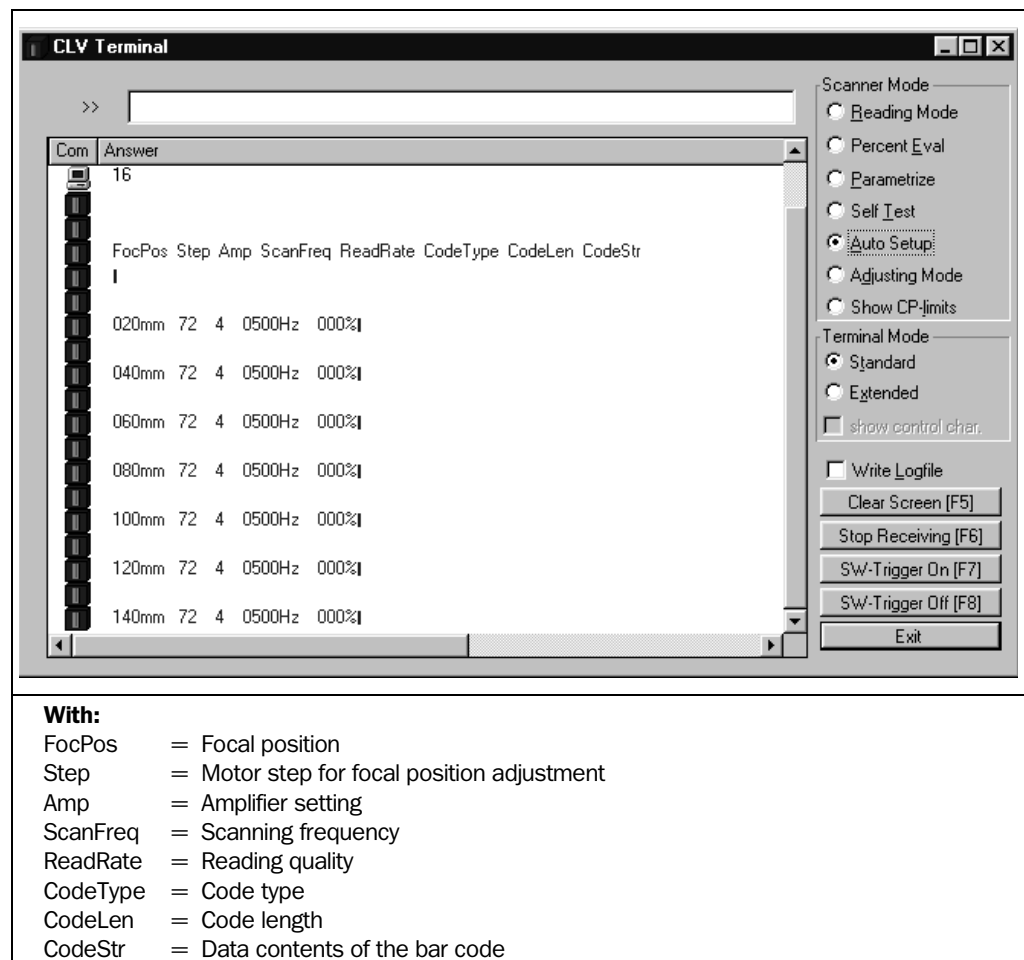 CLV Terminal
>>
Com Answer
16
FocPos Step Amp ScanFreq ReadRate CodeType CodeLen CodeStr
020mm 72 4 0500Hz 000%
040mm 72 4 0500Hz 000%
060mm 72 4 0500Hz 000%
080mm 72 4 0500Hz 000%
100mm 72 4 0500Hz 000%
120mm 72 4 0500Hz 000%
140mm 72 4 0500Hz 000%
Scanner Mode
Reading Mode
Percent Eval
Parametrize
Self Test
Auto Setup
Adjusting Mode
Show CP-limits
Terminal Mode
Standard
Extended
show control char.
Write Logfile
Clear Screen [F5]
Stop Receiving [F6]
SW-Trigger On [F7]
SW-Trigger Off [F8]
Exit
With:
FocPos = Focal position
Step = Motor step for focal position adjustment
Amp = Amplifier setting
ScanFreq = Scanning frequency
ReadRate = Reading quality
CodeType = Code type
CodeLen = Code length
CodeStr = Data contents of the bar code